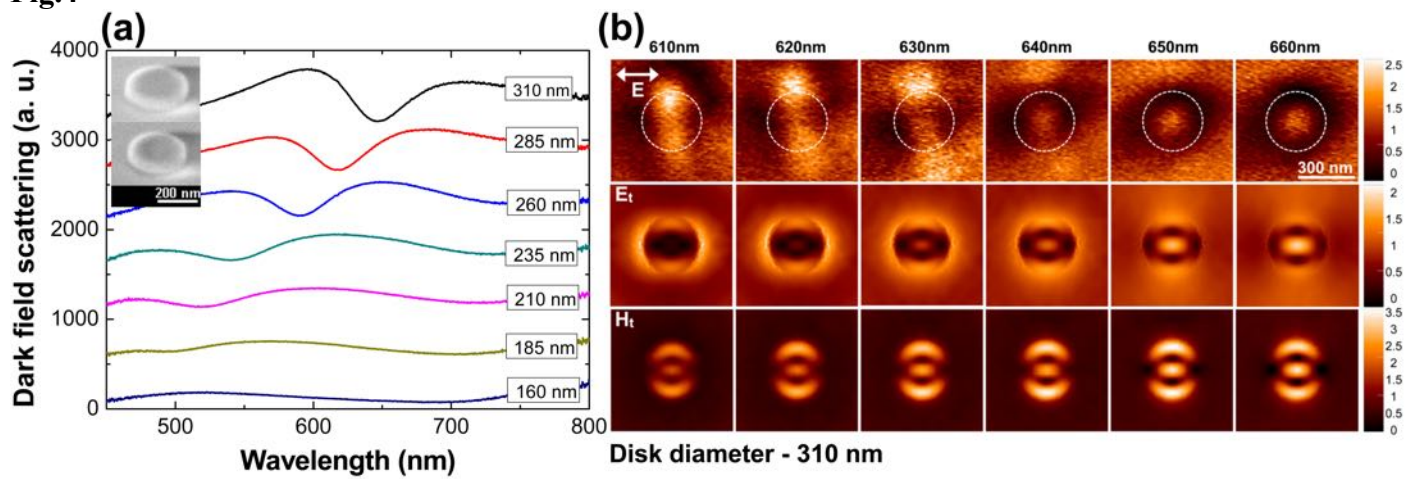 (a)
4000
3000
2000
1000
0
Dark field scattering (a. u.)
200 nm
310 nm
285 nm
260 nm
235 nm
210 nm
185 nm
160 nm
500 600 700 800
Wavelength (nm)
(b)
610nm 620nm 630nm 640nm 650nm 660nm
E
300 nm
2.5
2
1.5
1
0.5
0
Et
2
1.5
1
0.5
0
Ht
3.5
3
2.5
2
1.5
1
0
Disk diameter - 310 nm